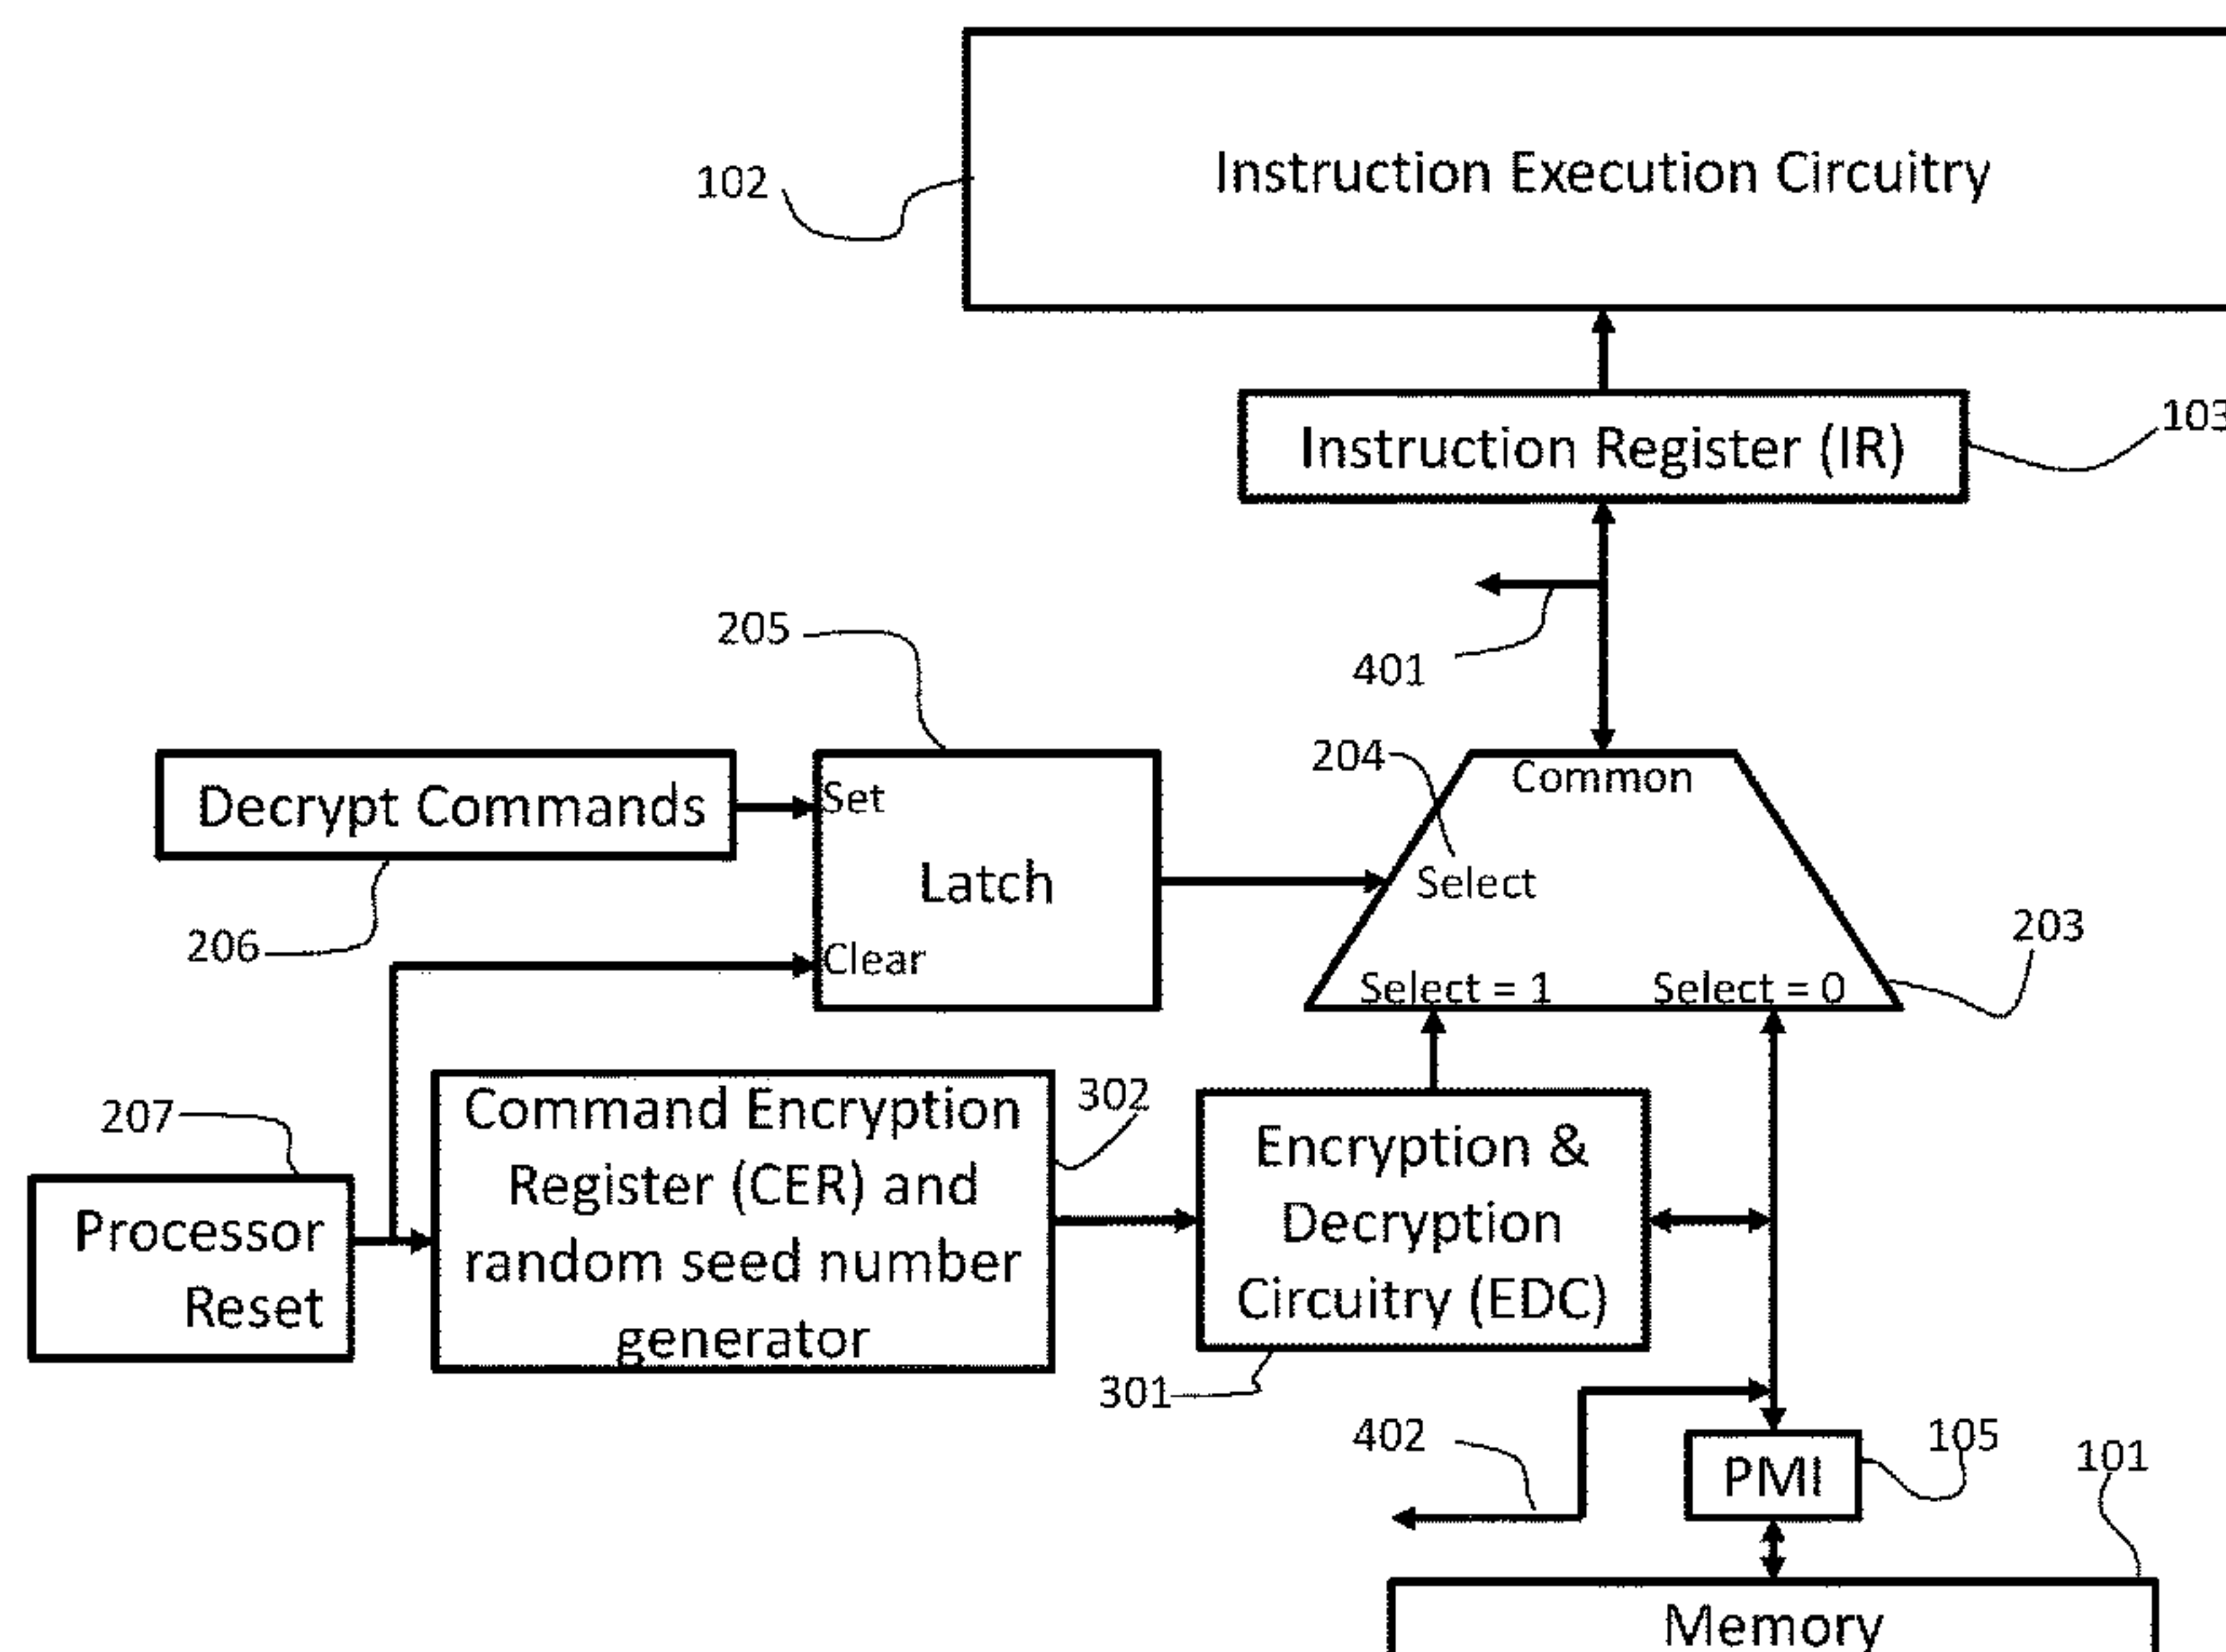 102
Instruction Execution Circuitry
Instruction Register (IR)
103
205
401
204
Common
Decrypt Commands
Set
Latch
Select
206
Clear
203
Select = 1
Select = 0
207
Command Encryption
Register (CER) and
random seed number
generator
302
Encryption &
Decryption
Circuitry (EDC)
Processor
Reset
301
402
PMI
105
101
Memory